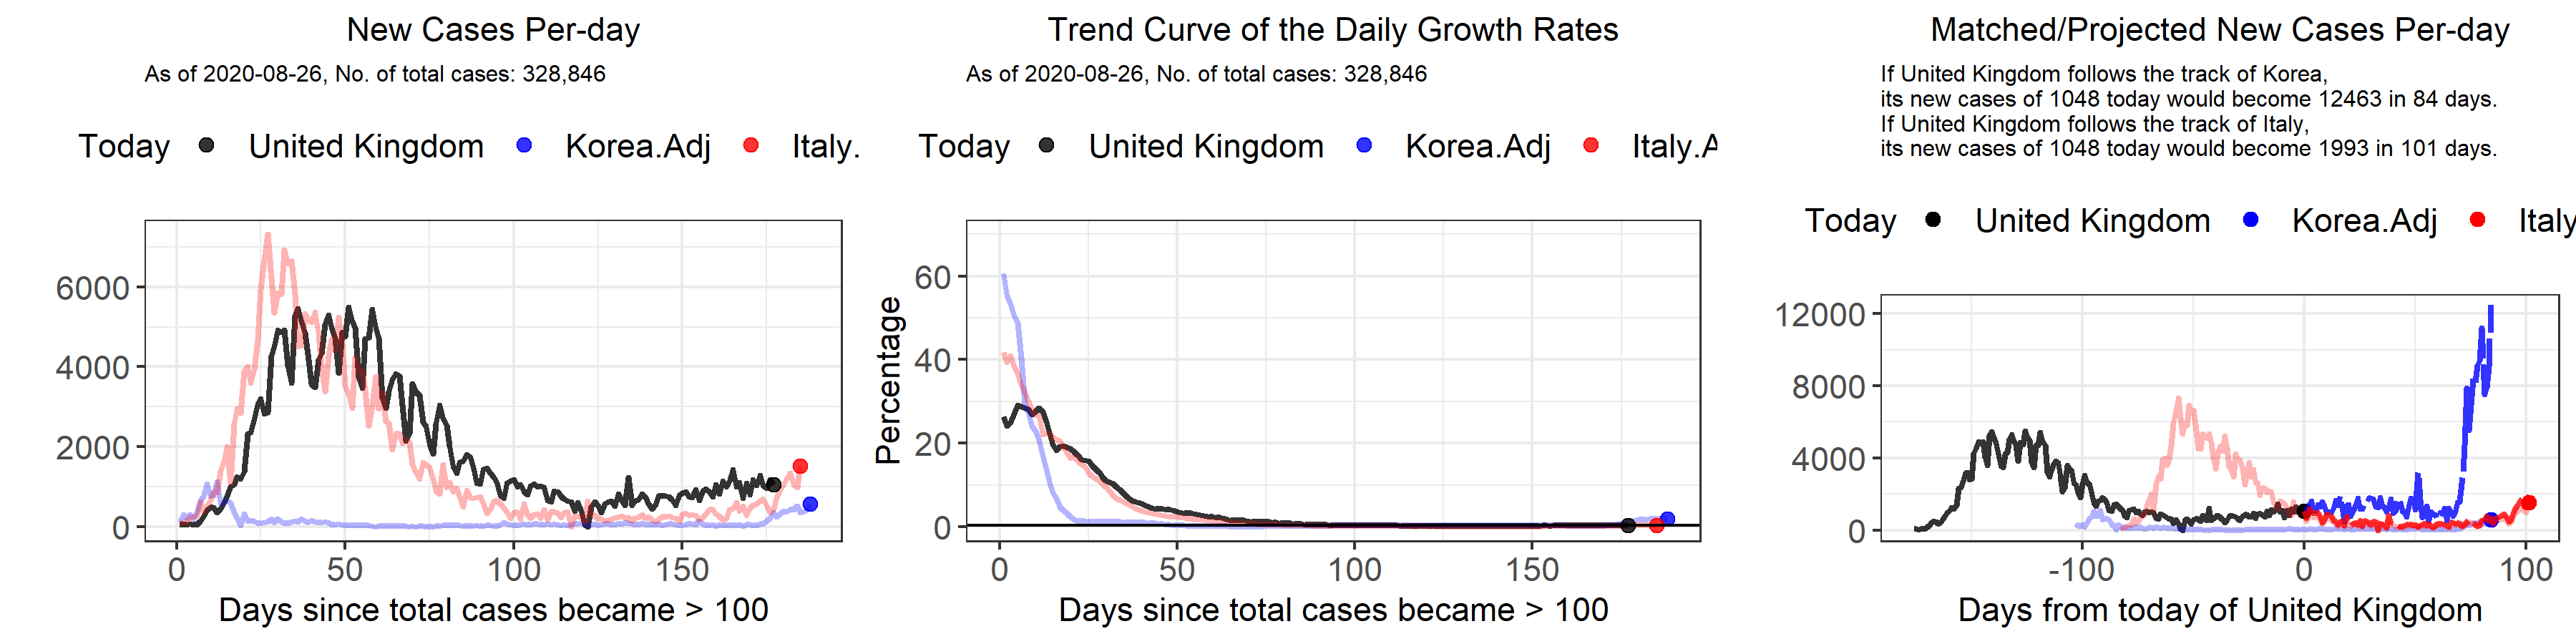 New Cases Per-day
As of 2020-08-26, No. of total cases: 328,846
Today United Kingdom Korea.Adj Italy.
6000
4000
2000
0
0 50 100 150
Days since total cases became > 100
Trend Curve of the Daily Growth Rates
As of 2020-08-26, No. of total cases: 328,846
Today United Kingdom Korea.Adj Italy.A
Percentage
60
40
20
0
0 50 100 150
Days since total cases became > 100
Matched/Projected New Cases Per-day
If United Kingdom follows the track of Korea,
its new cases of 1048 today would become 12463 in 84 days.
If United Kingdom follows the track of Italy,
its new cases of 1048 today would become 1993 in 101 days.
Today United Kingdom Korea.Adj Italy
12000
8000
4000
0
-100 0 100
Days from today of United Kingdom